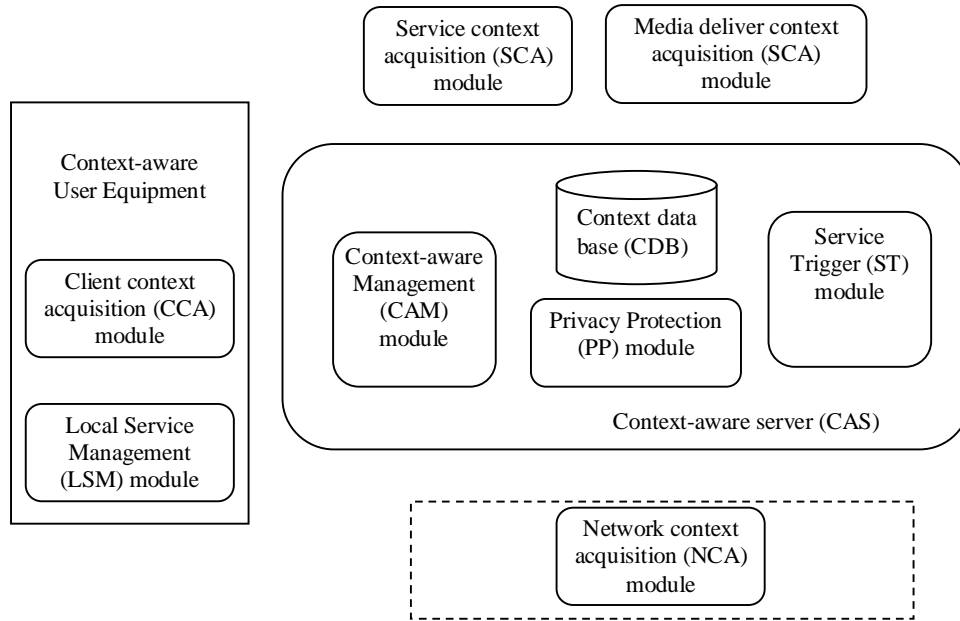 Service context
acquisition (SCA)
module
Media deliver context
acquisition (SCA)
module
Context-aware
User Equipment
Client context
acquisition (CCA)
module
Local Service
Management
(LSM) module
Context data
base (CDB)
Context-aware
Management
(CAM)
module
Privacy Protection
(PP) module
Service
Trigger (ST)
module
Context-aware server (CAS)
Network context
acquisition (NCA)
module